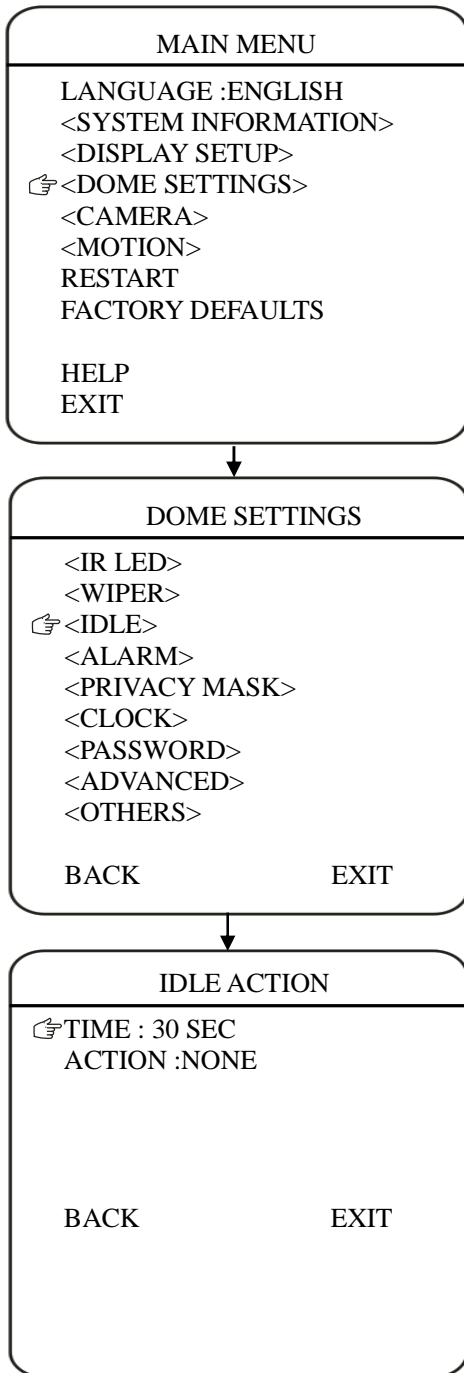 MAIN MENU
LANGUAGE :ENGLISH
<SYSTEM INFORMATION>
<DISPLAY SETUP>
<DOME SETTINGS>
<CAMERA>
<MOTION>
RESTART
FACTORY DEFAULTS
HELP
EXIT
DOME SETTINGS
<IR LED>
<WIPER>
<IDLE>
<ALARM>
<PRIVACY MASK>
<CLOCK>
<PASSWORD>
<ADVANCED>
<OTHERS>
BACK EXIT
IDLE ACTION
TIME : 30 SEC
ACTION :NONE
BACK EXIT